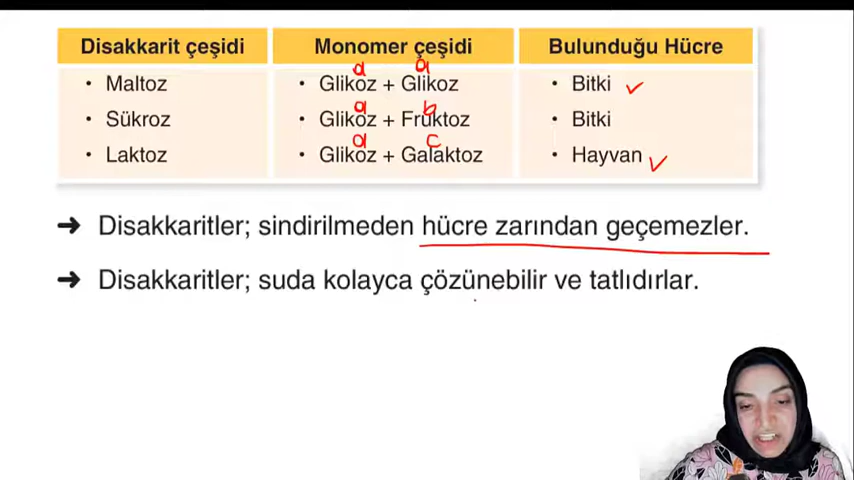 Disakkarit çeşidi Monomer çeşidi Bulunduğu Hücre
a a
• Maltoz • Glikoz + Glikoz • Bitki ✓
a b
• Sükroz • Glikoz + Fruktoz • Bitki
a c
• Laktoz • Glikoz + Galaktoz • Hayvan ✓
➜ Disakkaritler; sindirilmeden hücre zarından geçemezler.
➜ Disakkaritler; suda kolayca çözünebilir ve tatlıdırlar.